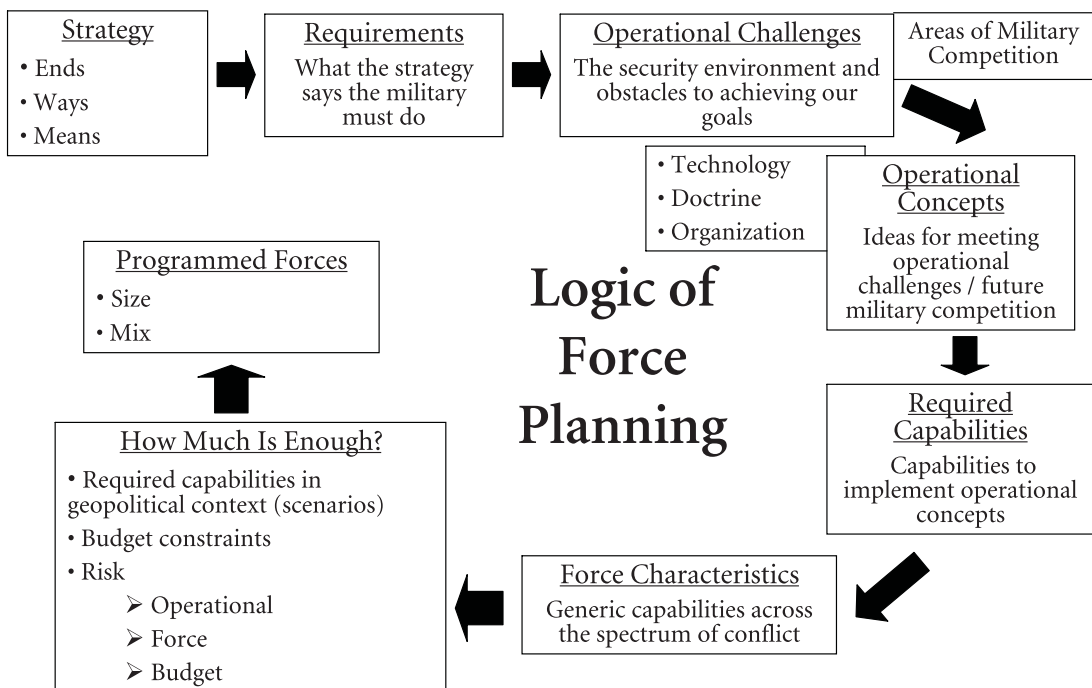 Strategy
• Ends
• Ways
• Means
Requirements
What the strategy
says the military
must do
Operational Challenges
The security environment and
obstacles to achieving our
goals
Areas of Military
Competition
• Technology
• Doctrine
• Organization
Operational
Concepts
Ideas for meeting
operational
challenges / future
military competition
Logic of
Force
Planning
Required
Capabilities
Capabilities to
implement operational
concepts
Force Characteristics
Generic capabilities across
the spectrum of conflict
How Much Is Enough?
• Required capabilities in
geopolitical context (scenarios)
• Budget constraints
• Risk
➢ Operational
➢ Force
➢ Budget
Programmed Forces
• Size
• Mix